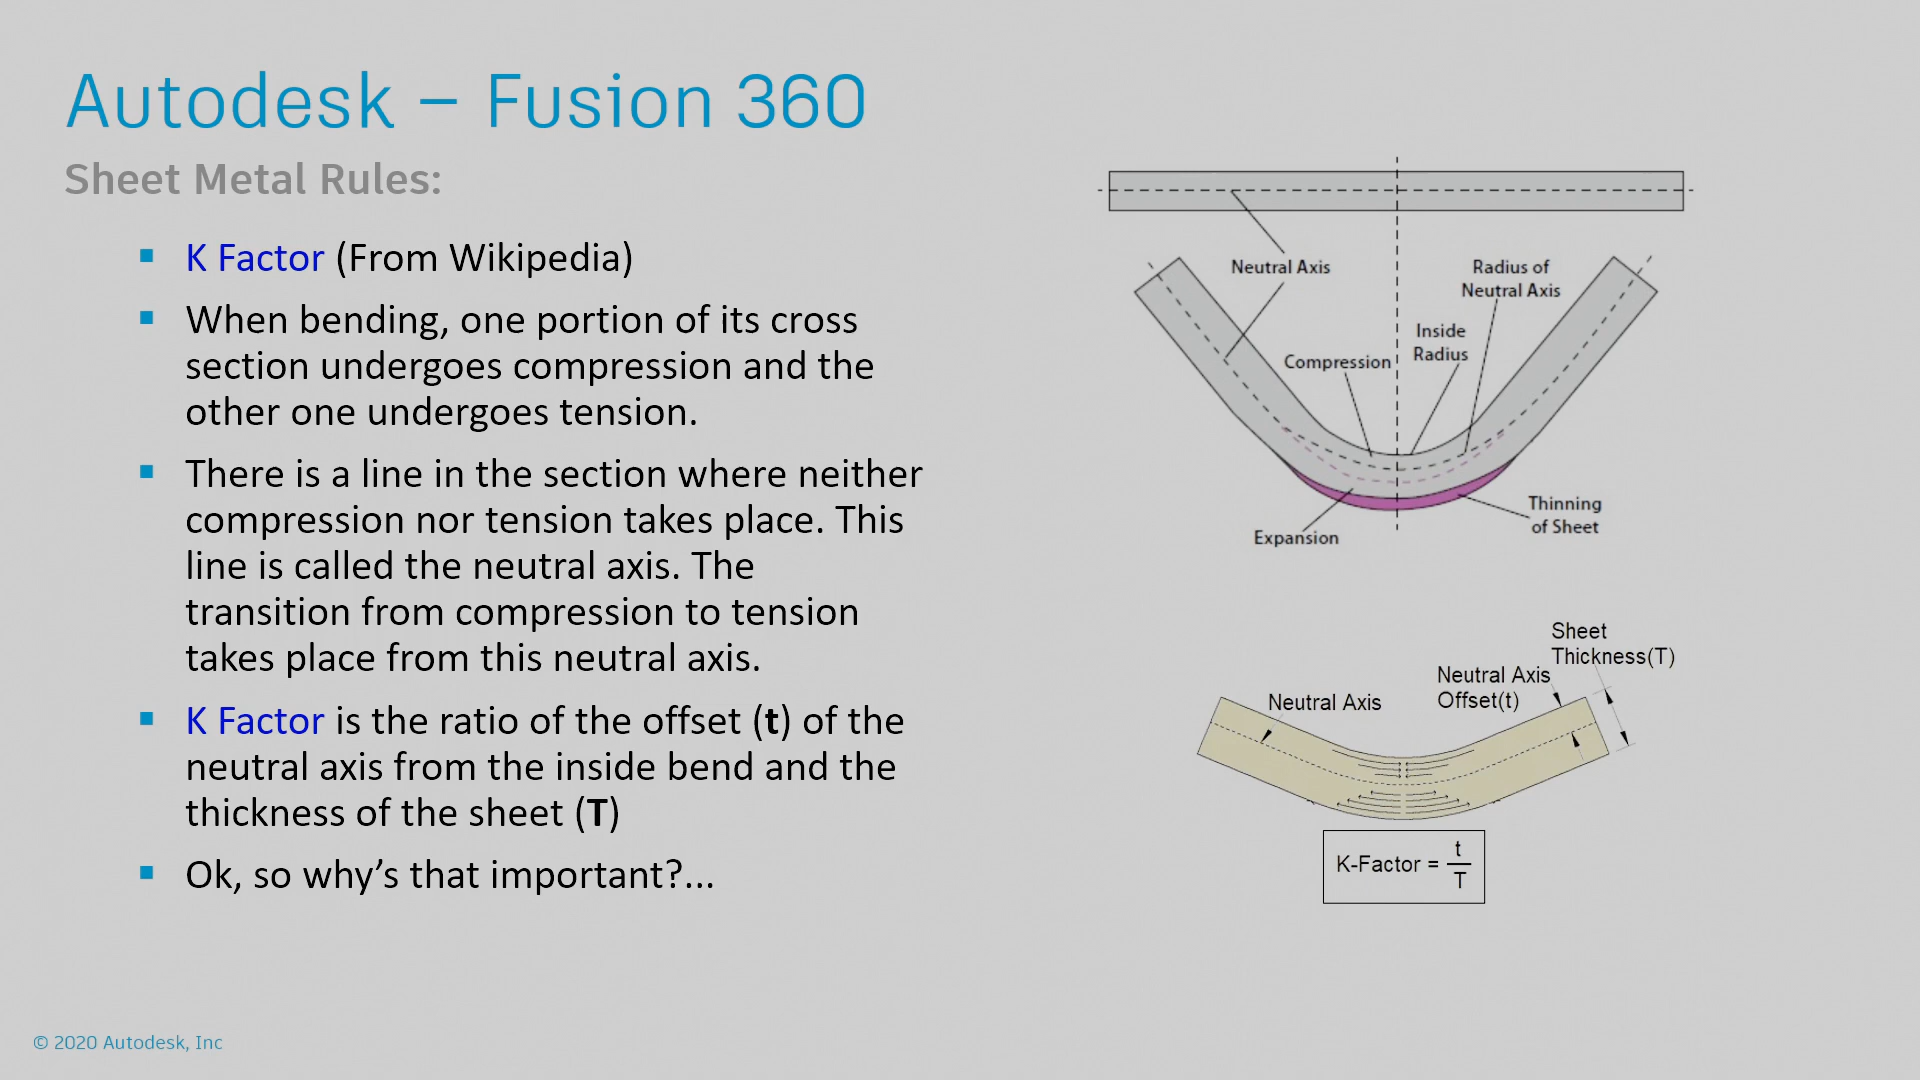 Autodesk – Fusion 360
Sheet Metal Rules:
K Factor (From Wikipedia)
When bending, one portion of its cross
section undergoes compression and the
other one undergoes tension.
There is a line in the section where neither
compression nor tension takes place. This
line is called the neutral axis. The
transition from compression to tension
takes place from this neutral axis.
K Factor is the ratio of the offset (t) of the
neutral axis from the inside bend and the
thickness of the sheet (T)
Ok, so why’s that important?...
Neutral Axis
Radius of
Neutral Axis
Inside
Radius
Compression
Thinning
of Sheet
Expansion
Sheet
Thickness(T)
Neutral Axis
Offset(t)
Neutral Axis
K-Factor = t
T
© 2020 Autodesk, Inc